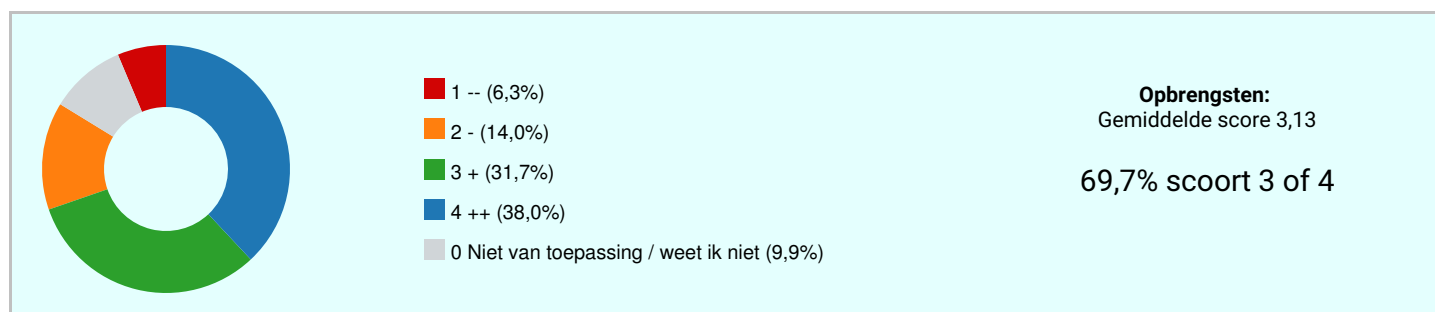 1 -- (6,3%)
2 - (14,0%)
3 + (31,7%)
4 ++ (38,0%)
0 Niet van toepassing / weet ik niet (9,9%)
Opbrengsten:
Gemiddelde score 3,13
69,7% scoort 3 of 4